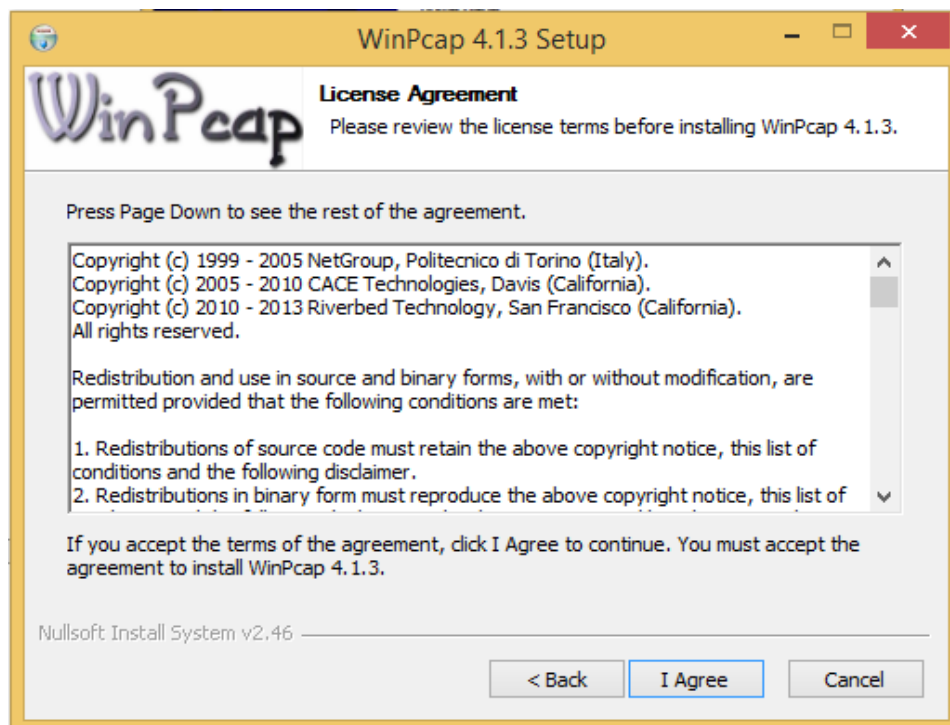 WinPcap 4.1.3 Setup
WinPcap
License Agreement
Please review the license terms before installing WinPcap 4.1.3.
Press Page Down to see the rest of the agreement.
Copyright (c) 1999 - 2005 NetGroup, Politecnico di Torino (Italy).
Copyright (c) 2005 - 2010 CACE Technologies, Davis (California).
Copyright (c) 2010 - 2013 Riverbed Technology, San Francisco (California).
All rights reserved.
Redistribution and use in source and binary forms, with or without modification, are
permitted provided that the following conditions are met:
1. Redistributions of source code must retain the above copyright notice, this list of
conditions and the following disclaimer.
2. Redistributions in binary form must reproduce the above copyright notice, this list of
If you accept the terms of the agreement, click I Agree to continue. You must accept the
agreement to install WinPcap 4.1.3.
Nullsoft Install System v2.46
< Back
I Agree
Cancel